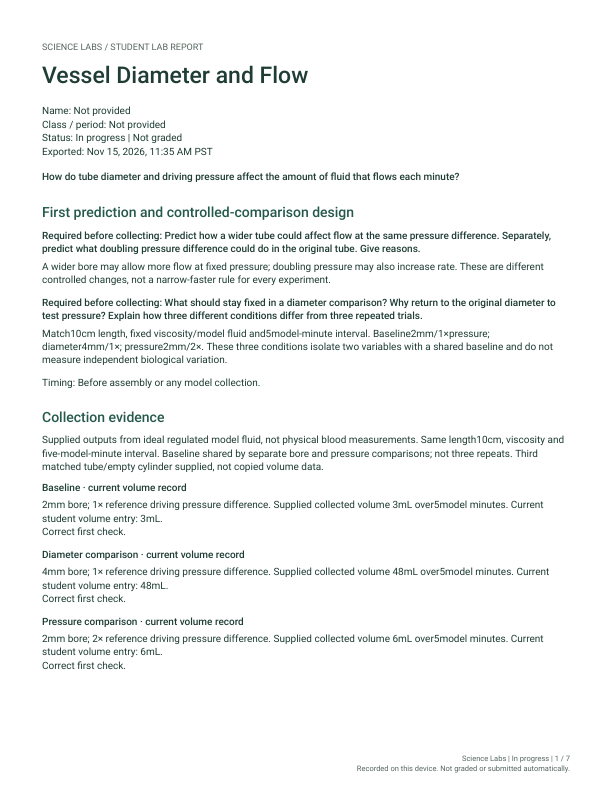 SCIENCE LABS / STUDENT LAB REPORT
Vessel Diameter and Flow
Name: Not provided
Class / period: Not provided
Status: In progress | Not graded
Exported: Nov 15, 2026, 11:35 AM PST
How do tube diameter and driving pressure affect the amount of fluid that flows each minute?
First prediction and controlled-comparison design
Required before collecting: Predict how a wider tube could affect flow at the same pressure difference. Separately,
predict what doubling pressure difference could do in the original tube. Give reasons.
A wider bore may allow more flow at fixed pressure; doubling pressure may also increase rate. These are different
controlled changes, not a narrow-faster rule for every experiment.
Required before collecting: What should stay fixed in a diameter comparison? Why return to the original diameter to
test pressure? Explain how three different conditions differ from three repeated trials.
Match10cm length, fixed viscosity/model fluid and5model-minute interval. Baseline2mm/1×pressure;
diameter4mm/1×; pressure2mm/2×. These three conditions isolate two variables with a shared baseline and do not
measure independent biological variation.
Timing: Before assembly or any model collection.
Collection evidence
Supplied outputs from ideal regulated model fluid, not physical blood measurements. Same length10cm, viscosity and
five-model-minute interval. Baseline shared by separate bore and pressure comparisons; not three repeats. Third
matched tube/empty cylinder supplied, not copied volume data.
Baseline · current volume record
2mm bore; 1× reference driving pressure difference. Supplied collected volume 3mL over5model minutes. Current
student volume entry: 3mL.
Correct first check.
Diameter comparison · current volume record
4mm bore; 1× reference driving pressure difference. Supplied collected volume 48mL over5model minutes. Current
student volume entry: 48mL.
Correct first check.
Pressure comparison · current volume record
2mm bore; 2× reference driving pressure difference. Supplied collected volume 6mL over5model minutes. Current
student volume entry: 6mL.
Correct first check.
Science Labs | In progress | 1 / 7
Recorded on this device. Not graded or submitted automatically.